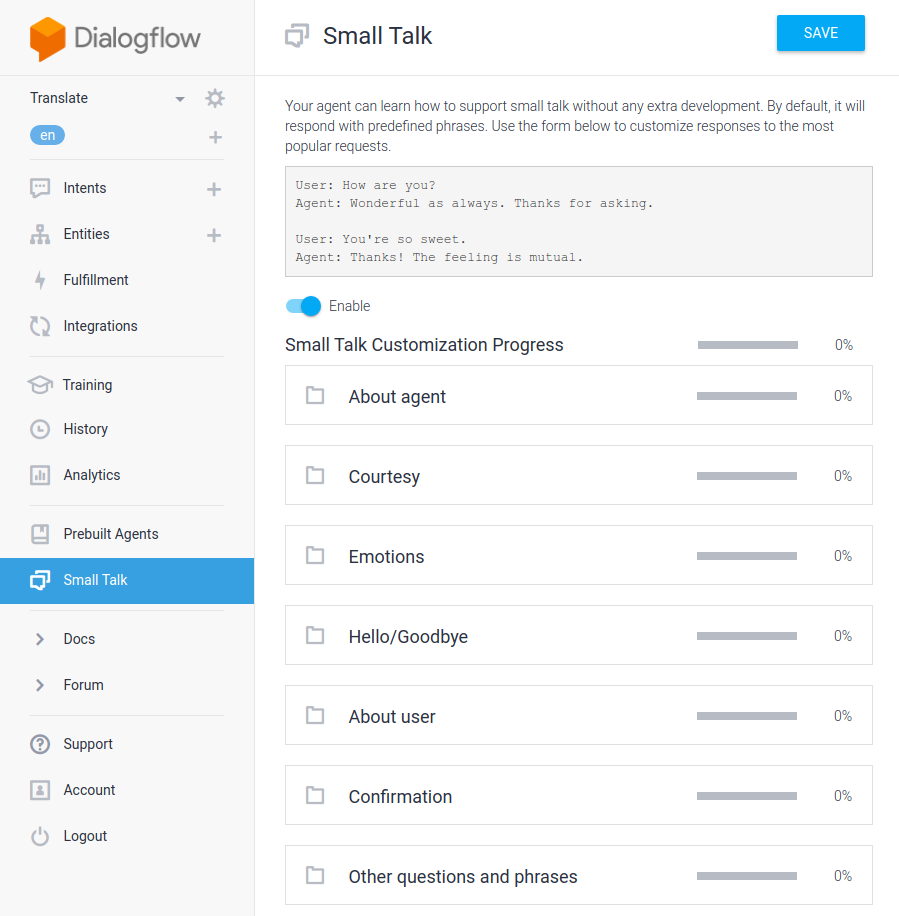 Dialogflow
Translate
en
Intents
Entities
Fulfillment
Integrations
Training
History
Analytics
Prebuilt Agents
Small Talk
Docs
Forum
Support
Account
Logout
Small Talk
SAVE
Your agent can learn how to support small talk without any extra development. By default, it will
respond with predefined phrases. Use the form below to customize responses to the most
popular requests.
User: How are you?
Agent: Wonderful as always. Thanks for asking.
User: You're so sweet.
Agent: Thanks! The feeling is mutual.
Enable
Small Talk Customization Progress 0%
About agent 0%
Courtesy 0%
Emotions 0%
Hello/Goodbye 0%
About user 0%
Confirmation 0%
Other questions and phrases 0%